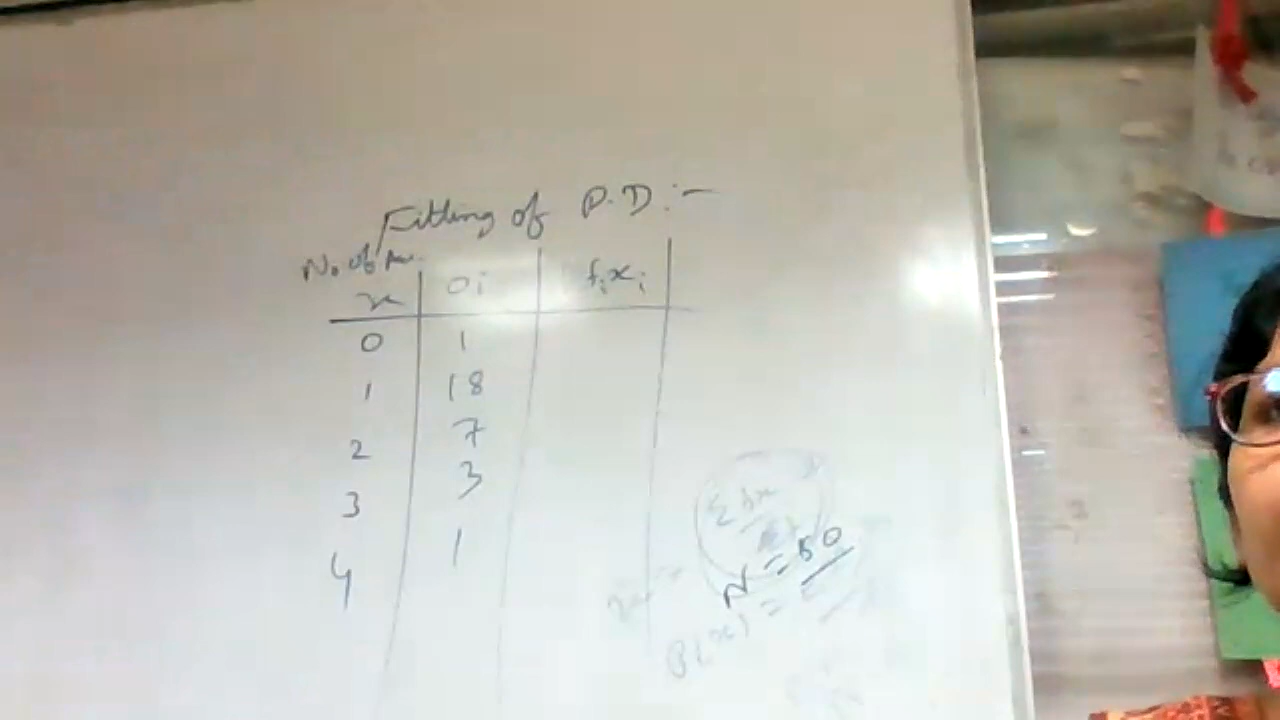 Fitting of P.D :-
No. of
x Oi fixi
0 1
1 18
2 7
3 3
4 1
N = 50
P(x) =